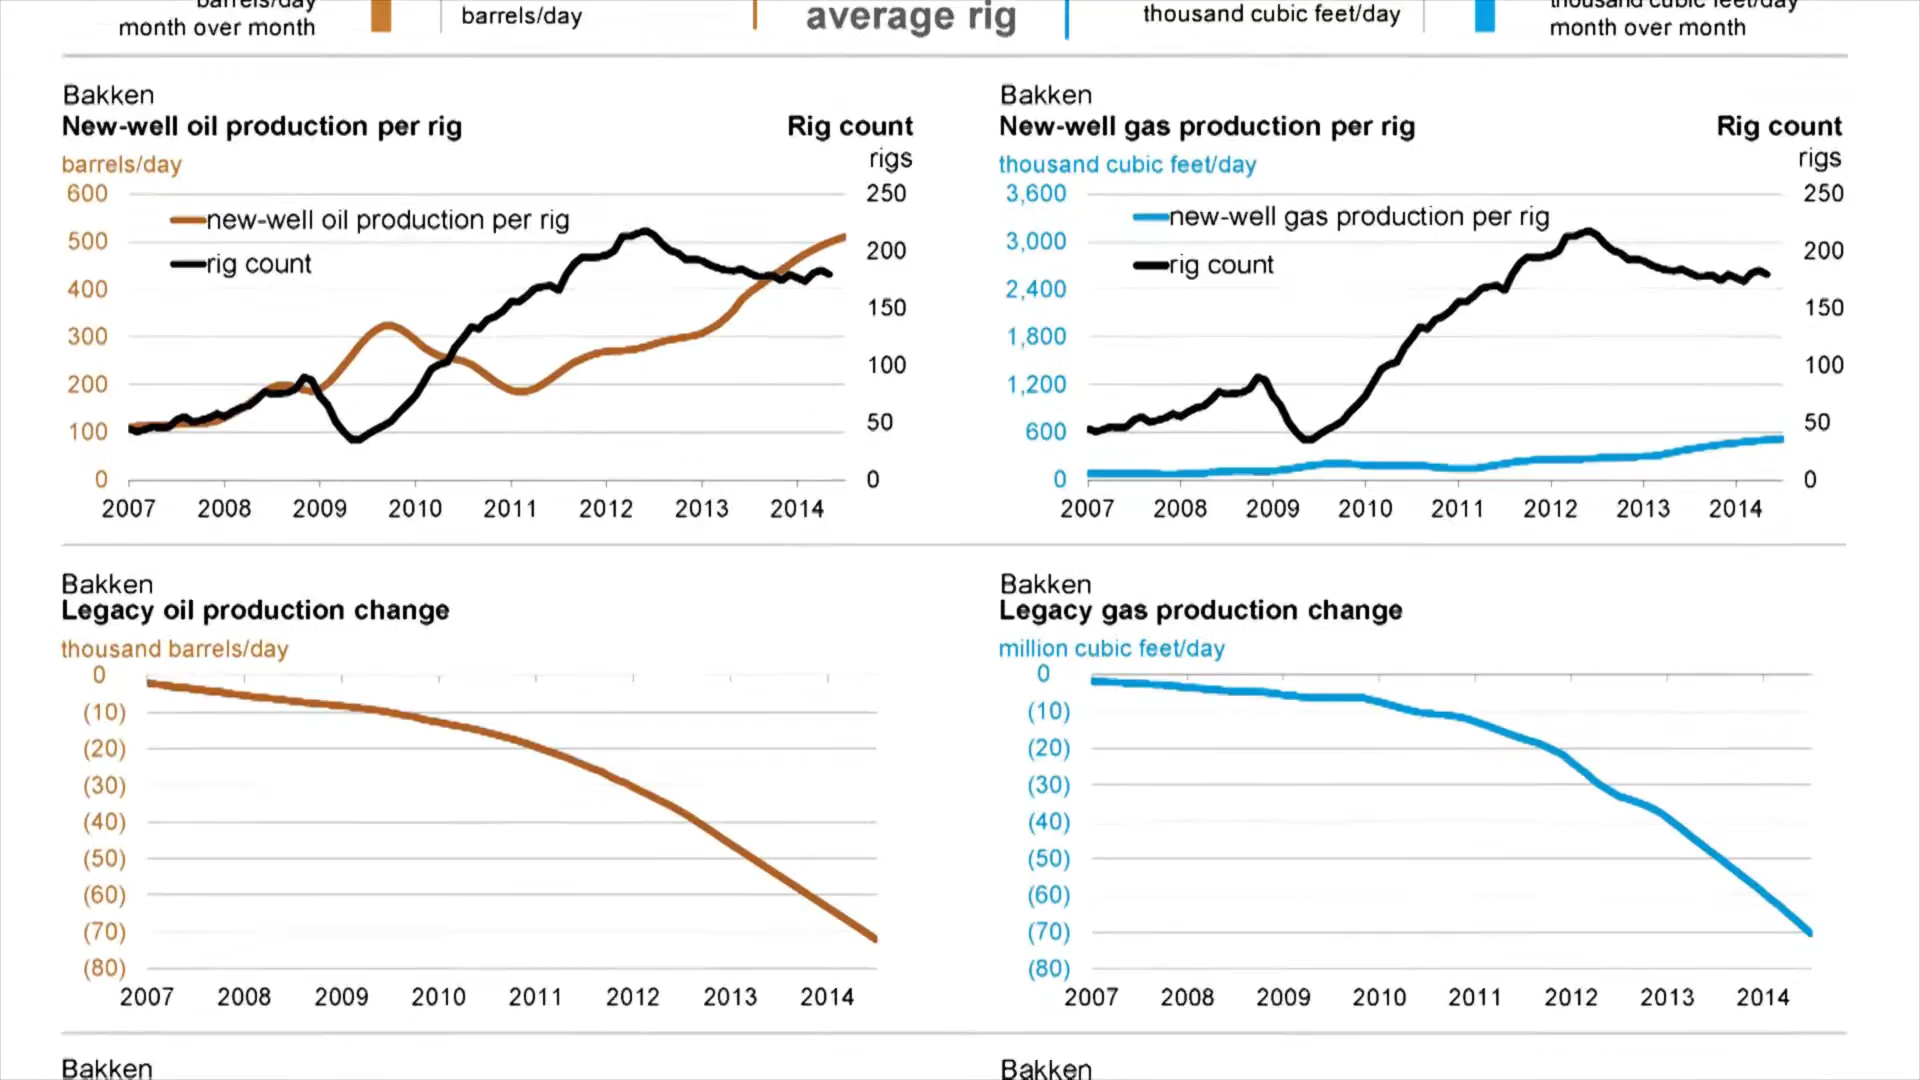 barrels/day
month over month
barrels/day
average rig
thousand cubic feet/day
thousand cubic feet/day
month over month
Bakken
New-well oil production per rig
Rig count
barrels/day
rigs
600
500
400
300
200
100
0
new-well oil production per rig
rig count
250
200
150
100
50
0
2007 2008 2009 2010 2011 2012 2013 2014
Bakken
New-well gas production per rig
Rig count
thousand cubic feet/day
rigs
3,600
3,000
2,400
1,800
1,200
600
0
new-well gas production per rig
rig count
250
200
150
100
50
0
2007 2008 2009 2010 2011 2012 2013 2014
Bakken
Legacy oil production change
thousand barrels/day
0
(10)
(20)
(30)
(40)
(50)
(60)
(70)
(80)
2007 2008 2009 2010 2011 2012 2013 2014
Bakken
Legacy gas production change
million cubic feet/day
0
(10)
(20)
(30)
(40)
(50)
(60)
(70)
(80)
2007 2008 2009 2010 2011 2012 2013 2014
Bakken
Bakken